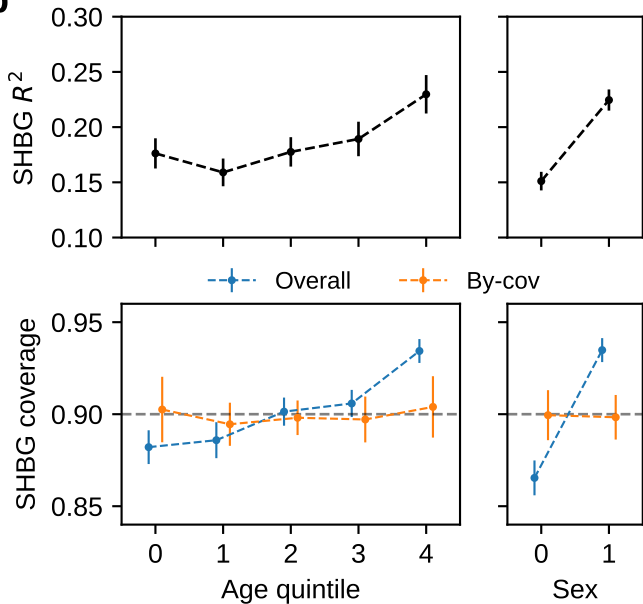 0.30
0.25
0.20
0.15
0.10
SHBG R²
Overall
By-cov
0.95
0.90
0.85
SHBG coverage
0 1 2 3 4
0 1
Age quintile
Sex